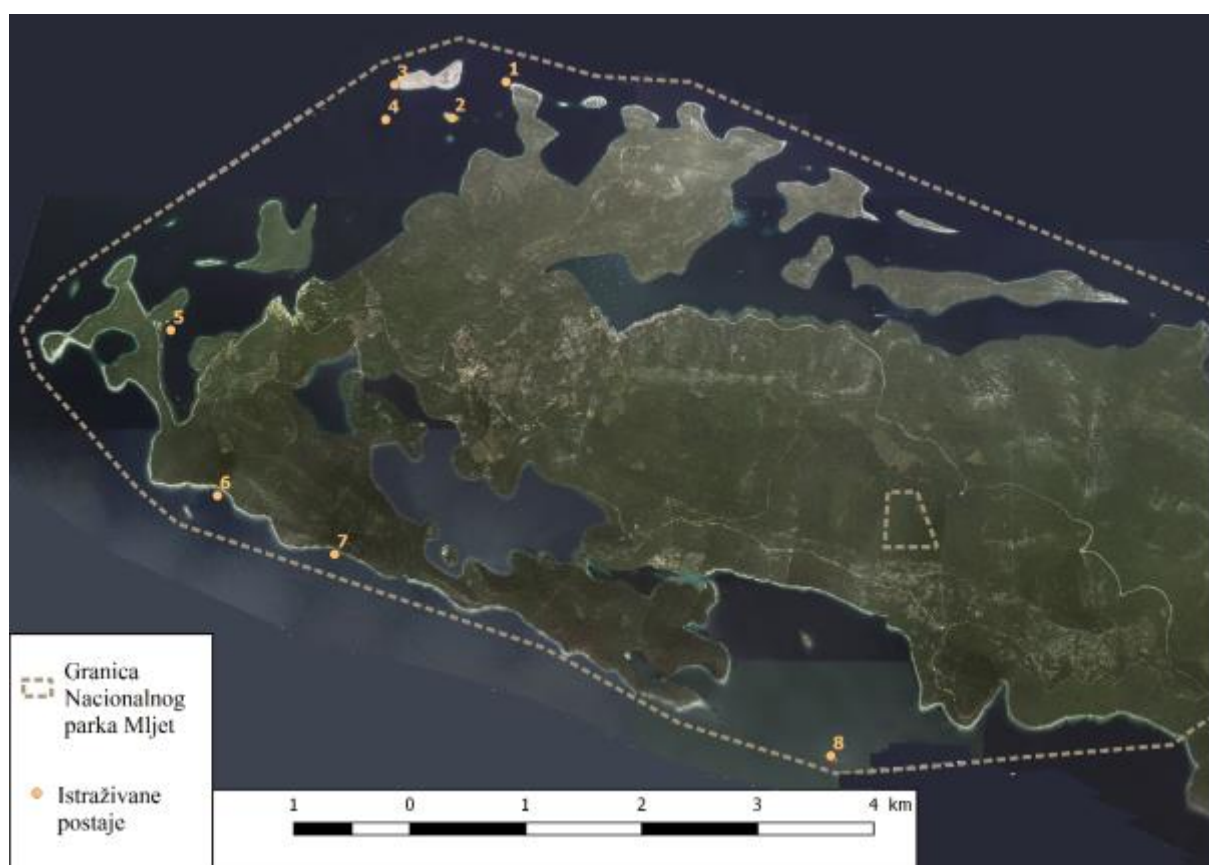 3
1
4
2
5
6
7
8
Granica
Nacionalnog
parka Mljet
Istraživane
postaje
1 0 1 2 3 4 km